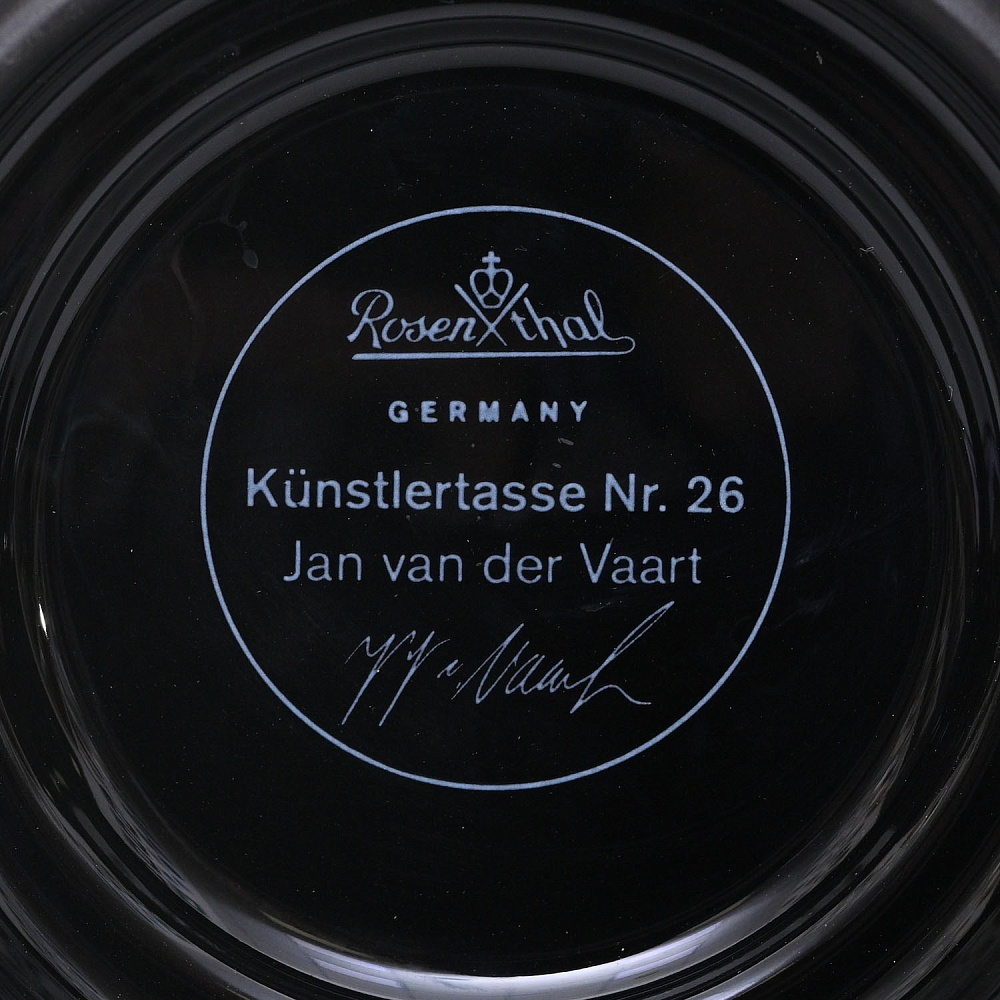 Rosenthal
GERMANY
Künstlertasse Nr. 26
Jan van der Vaart